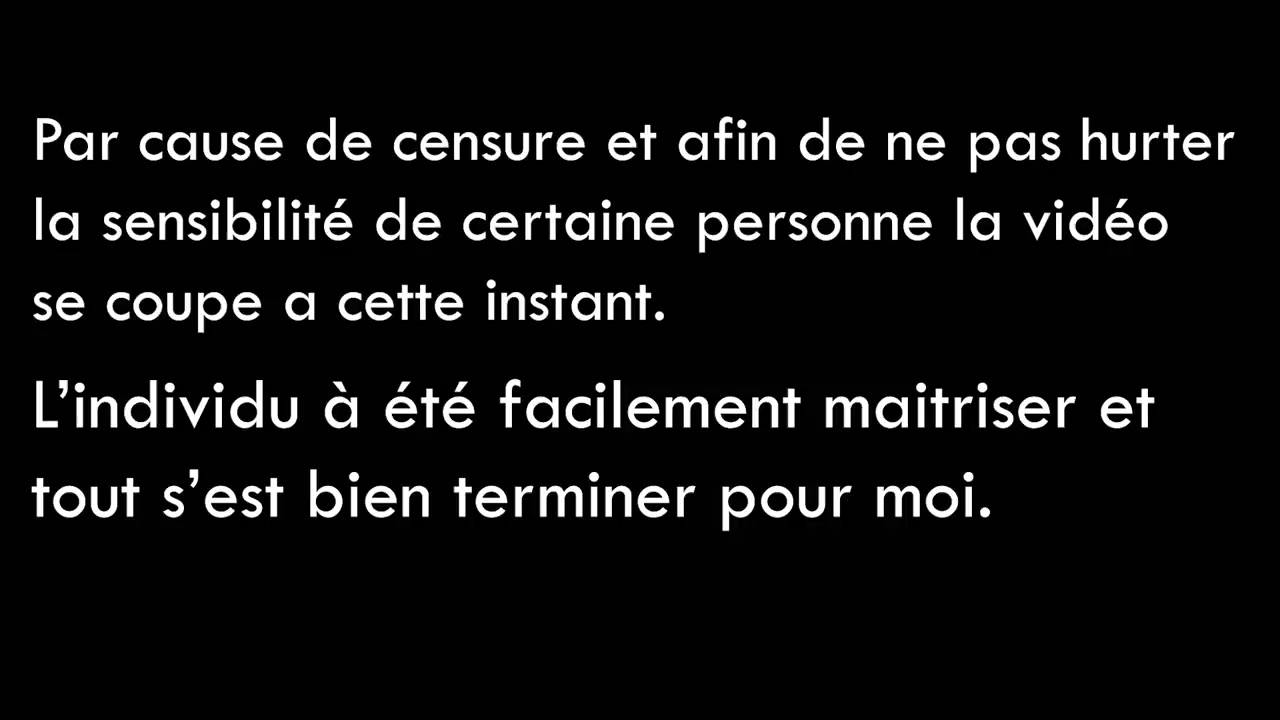 Par cause de censure et afin de ne pas hurter
la sensibilité de certaine personne la vidéo
se coupe a cette instant.
L’individu à été facilement maitriser et
tout s’est bien terminer pour moi.